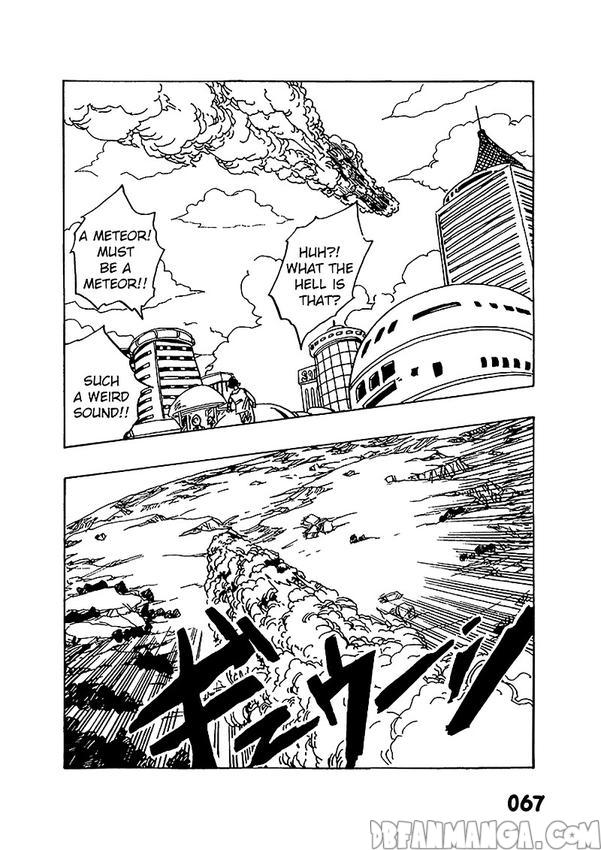 A METEOR!
MUST
BE A
METEOR!!
HUH?!
WHAT THE
HELL IS
THAT?
SUCH
A WEIRD
SOUND!!
ギュウーン
067
DBFANMANGA.COM